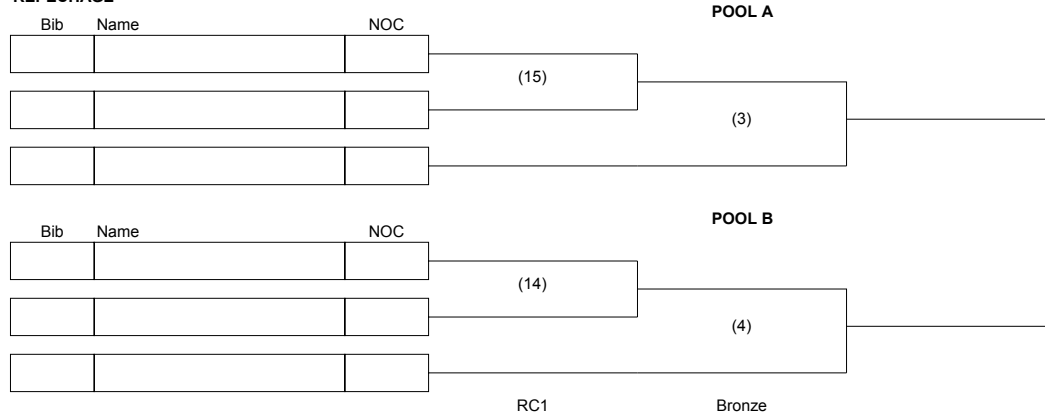 POOL A
Bib Name NOC
(15)
(3)
POOL B
Bib Name NOC
(14)
(4)
RC1 Bronze